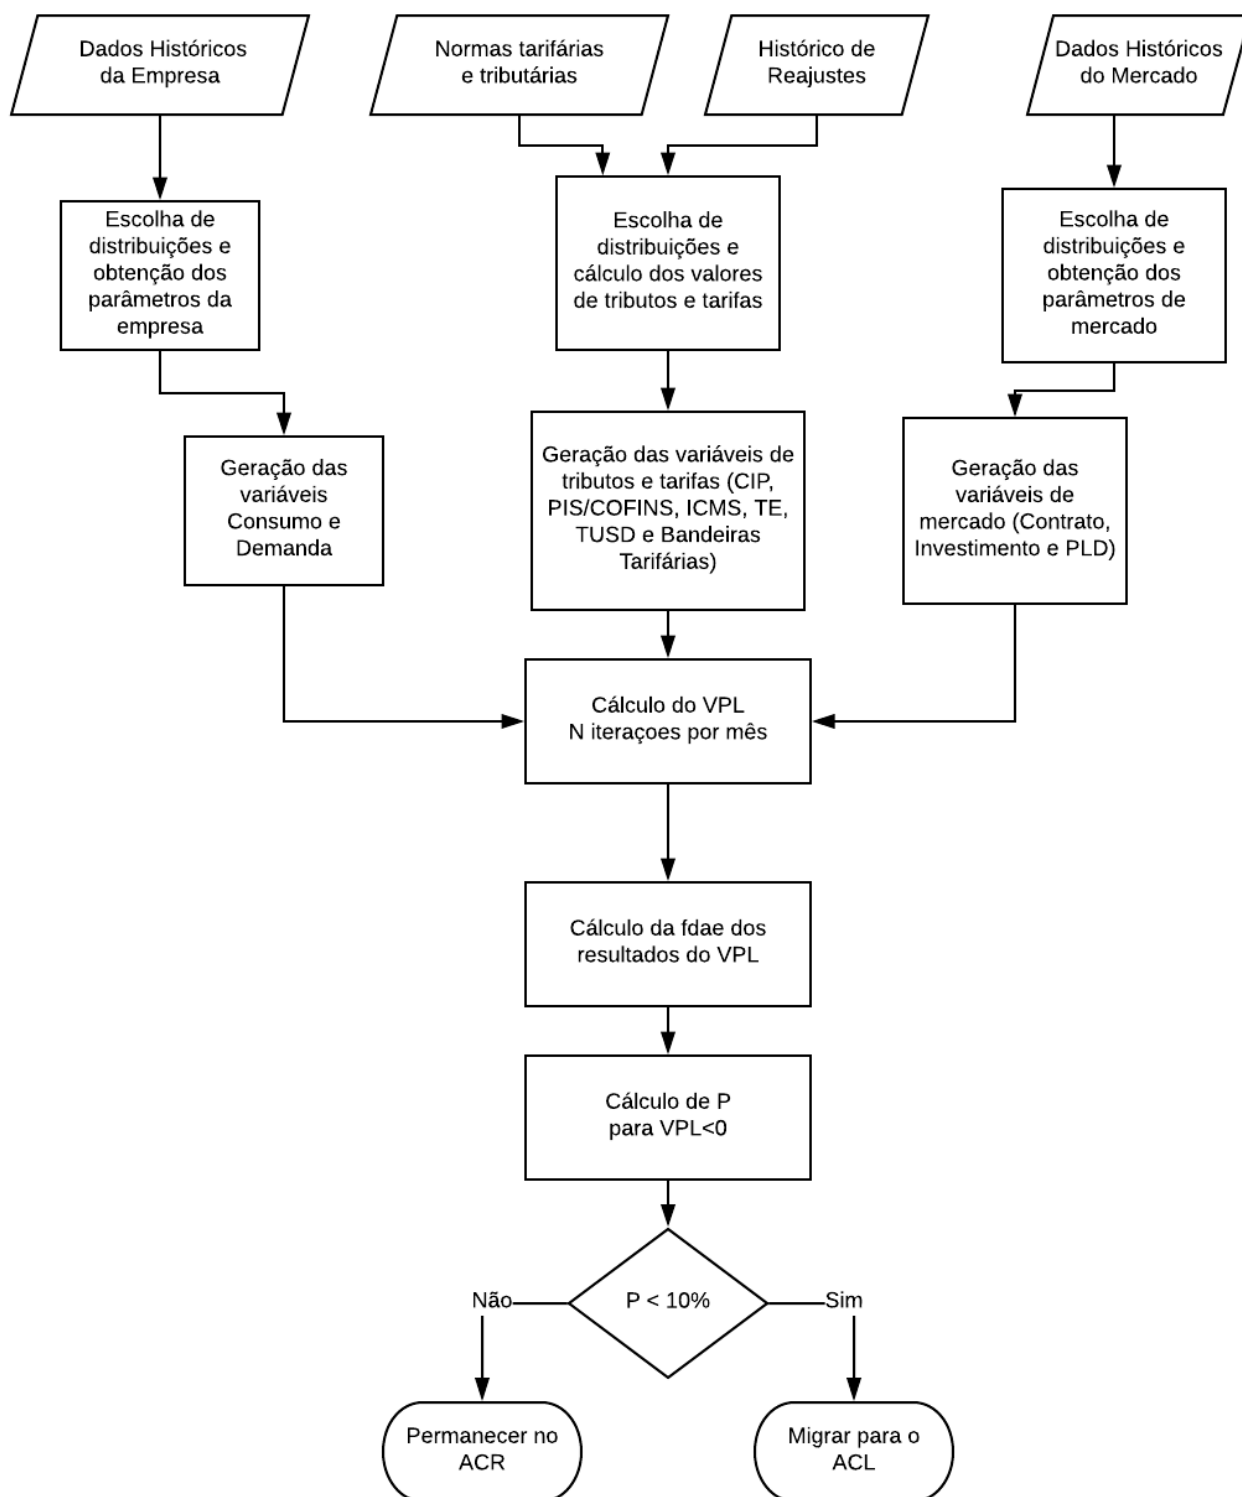 Dados Históricos
da Empresa
Normas tarifárias
e tributárias
Histórico de
Reajustes
Dados Históricos
do Mercado
Escolha de
distribuições e
obtenção dos
parâmetros da
empresa
Escolha de
distribuições e
cálculo dos valores
de tributos e tarifas
Escolha de
distribuições e
obtenção dos
parâmetros de
mercado
Geração das
variáveis
Consumo e
Demanda
Geração das variáveis de
tributos e tarifas (CIP,
PIS/COFINS, ICMS, TE,
TUSD e Bandeiras
Tarifárias)
Geração das
variáveis de
mercado (Contrato,
Investimento e PLD)
Cálculo do VPL
N iteraçoes por mês
Cálculo da fdae dos
resultados do VPL
Cálculo de P
para VPL<0
Não
P < 10%
Sim
Permanecer no
ACR
Migrar para o
ACL